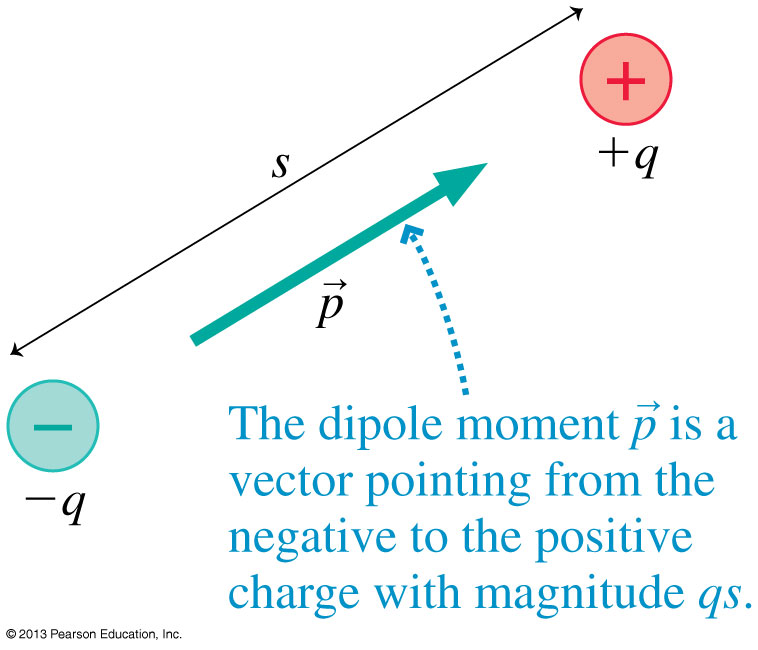 +
+q
s
p⃗
−
−q
The dipole moment p⃗ is a
vector pointing from the
negative to the positive
charge with magnitude qs.
© 2013 Pearson Education, Inc.